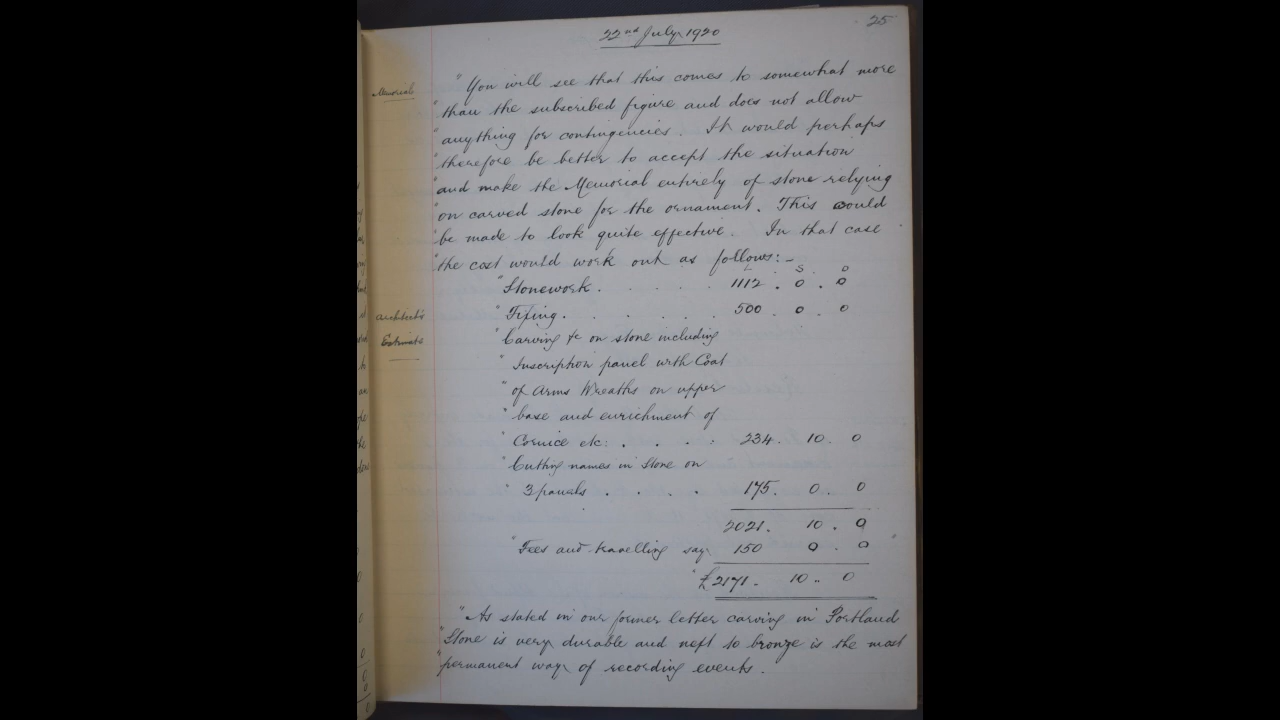 25
22nd July 1920
Memorial
" You will see that this comes to somewhat more
" than the subscribed figure and does not allow
" anything for contingencies. It would perhaps
" therefore be better to accept the situation
" and make the Memorial entirely of stone relying
" on carved stone for the ornament. This could
" be made to look quite effective. In that case
" the cost would work out as follows:-
£ S. D
" Stonework. . . . . . 1112. 0. 0
Architect's
Estimate
" Fixing. . . . . . 500. 0. 0
" Carving &c on stone including
" Inscription panel with Coat
" of Arms Wreaths on upper
" base and enrichment of
" Cornice etc: . . . . 234. 10. 0
" Cutting names in Stone on
" 3 panels . . . . 175. 0. 0
2021. 10. 0
" Fees and travelling say 150 0. 0
" £2171. 10.. 0
" As stated in our former letter carving in Portland
" Stone is very durable and next to bronze is the most
" permanent way of recording events.